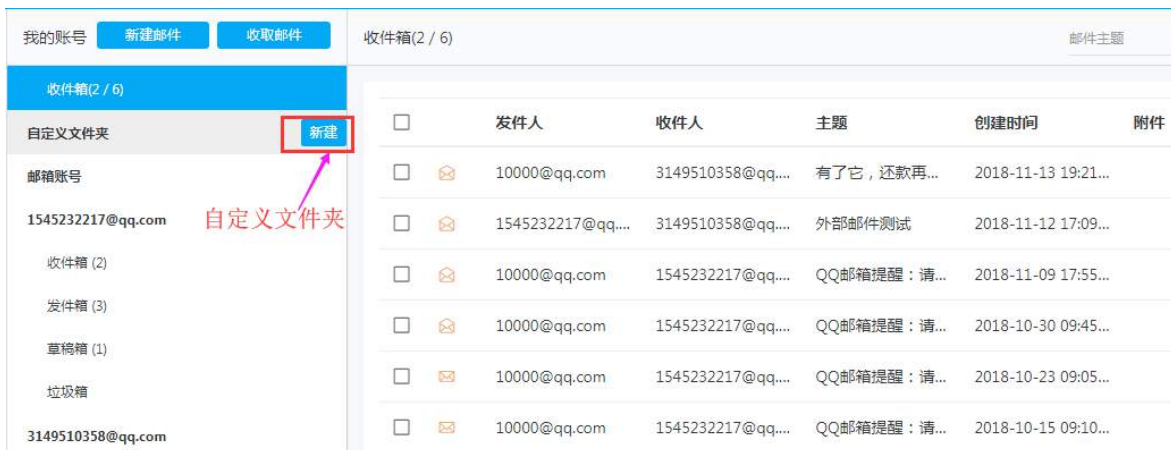 我的账号 新建邮件 收取邮件 收件箱(2 / 6) 邮件主题
收件箱(2 / 6)
自定义文件夹 新建
邮箱账号
1545232217@qq.com
自定义文件夹
收件箱 (2)
发件箱 (3)
草稿箱 (1)
垃圾箱
3149510358@qq.com
发件人 收件人 主题 创建时间 附件
10000@qq.com 3149510358@qq.... 有了它，还款再... 2018-11-13 19:21...
1545232217@qq.... 3149510358@qq.... 外部邮件测试 2018-11-12 17:09...
10000@qq.com 1545232217@qq.... QQ邮箱提醒：请... 2018-11-09 17:55...
10000@qq.com 1545232217@qq.... QQ邮箱提醒：请... 2018-10-30 09:45...
10000@qq.com 1545232217@qq.... QQ邮箱提醒：请... 2018-10-23 09:05...
10000@qq.com 1545232217@qq.... QQ邮箱提醒：请... 2018-10-15 09:10...